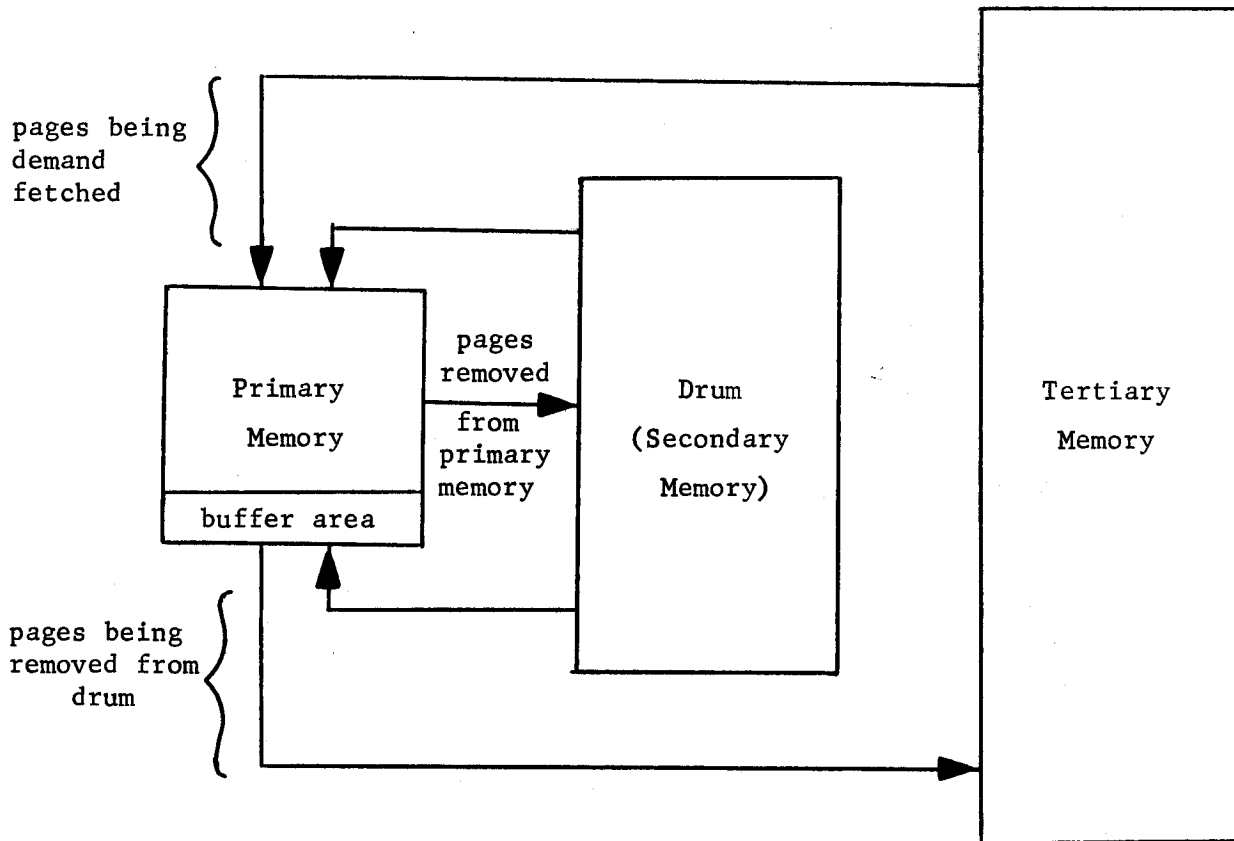 pages being
demand
fetched
Primary
Memory
buffer area
pages
removed
from
primary
memory
Drum
(Secondary
Memory)
Tertiary
Memory
pages being
removed from
drum